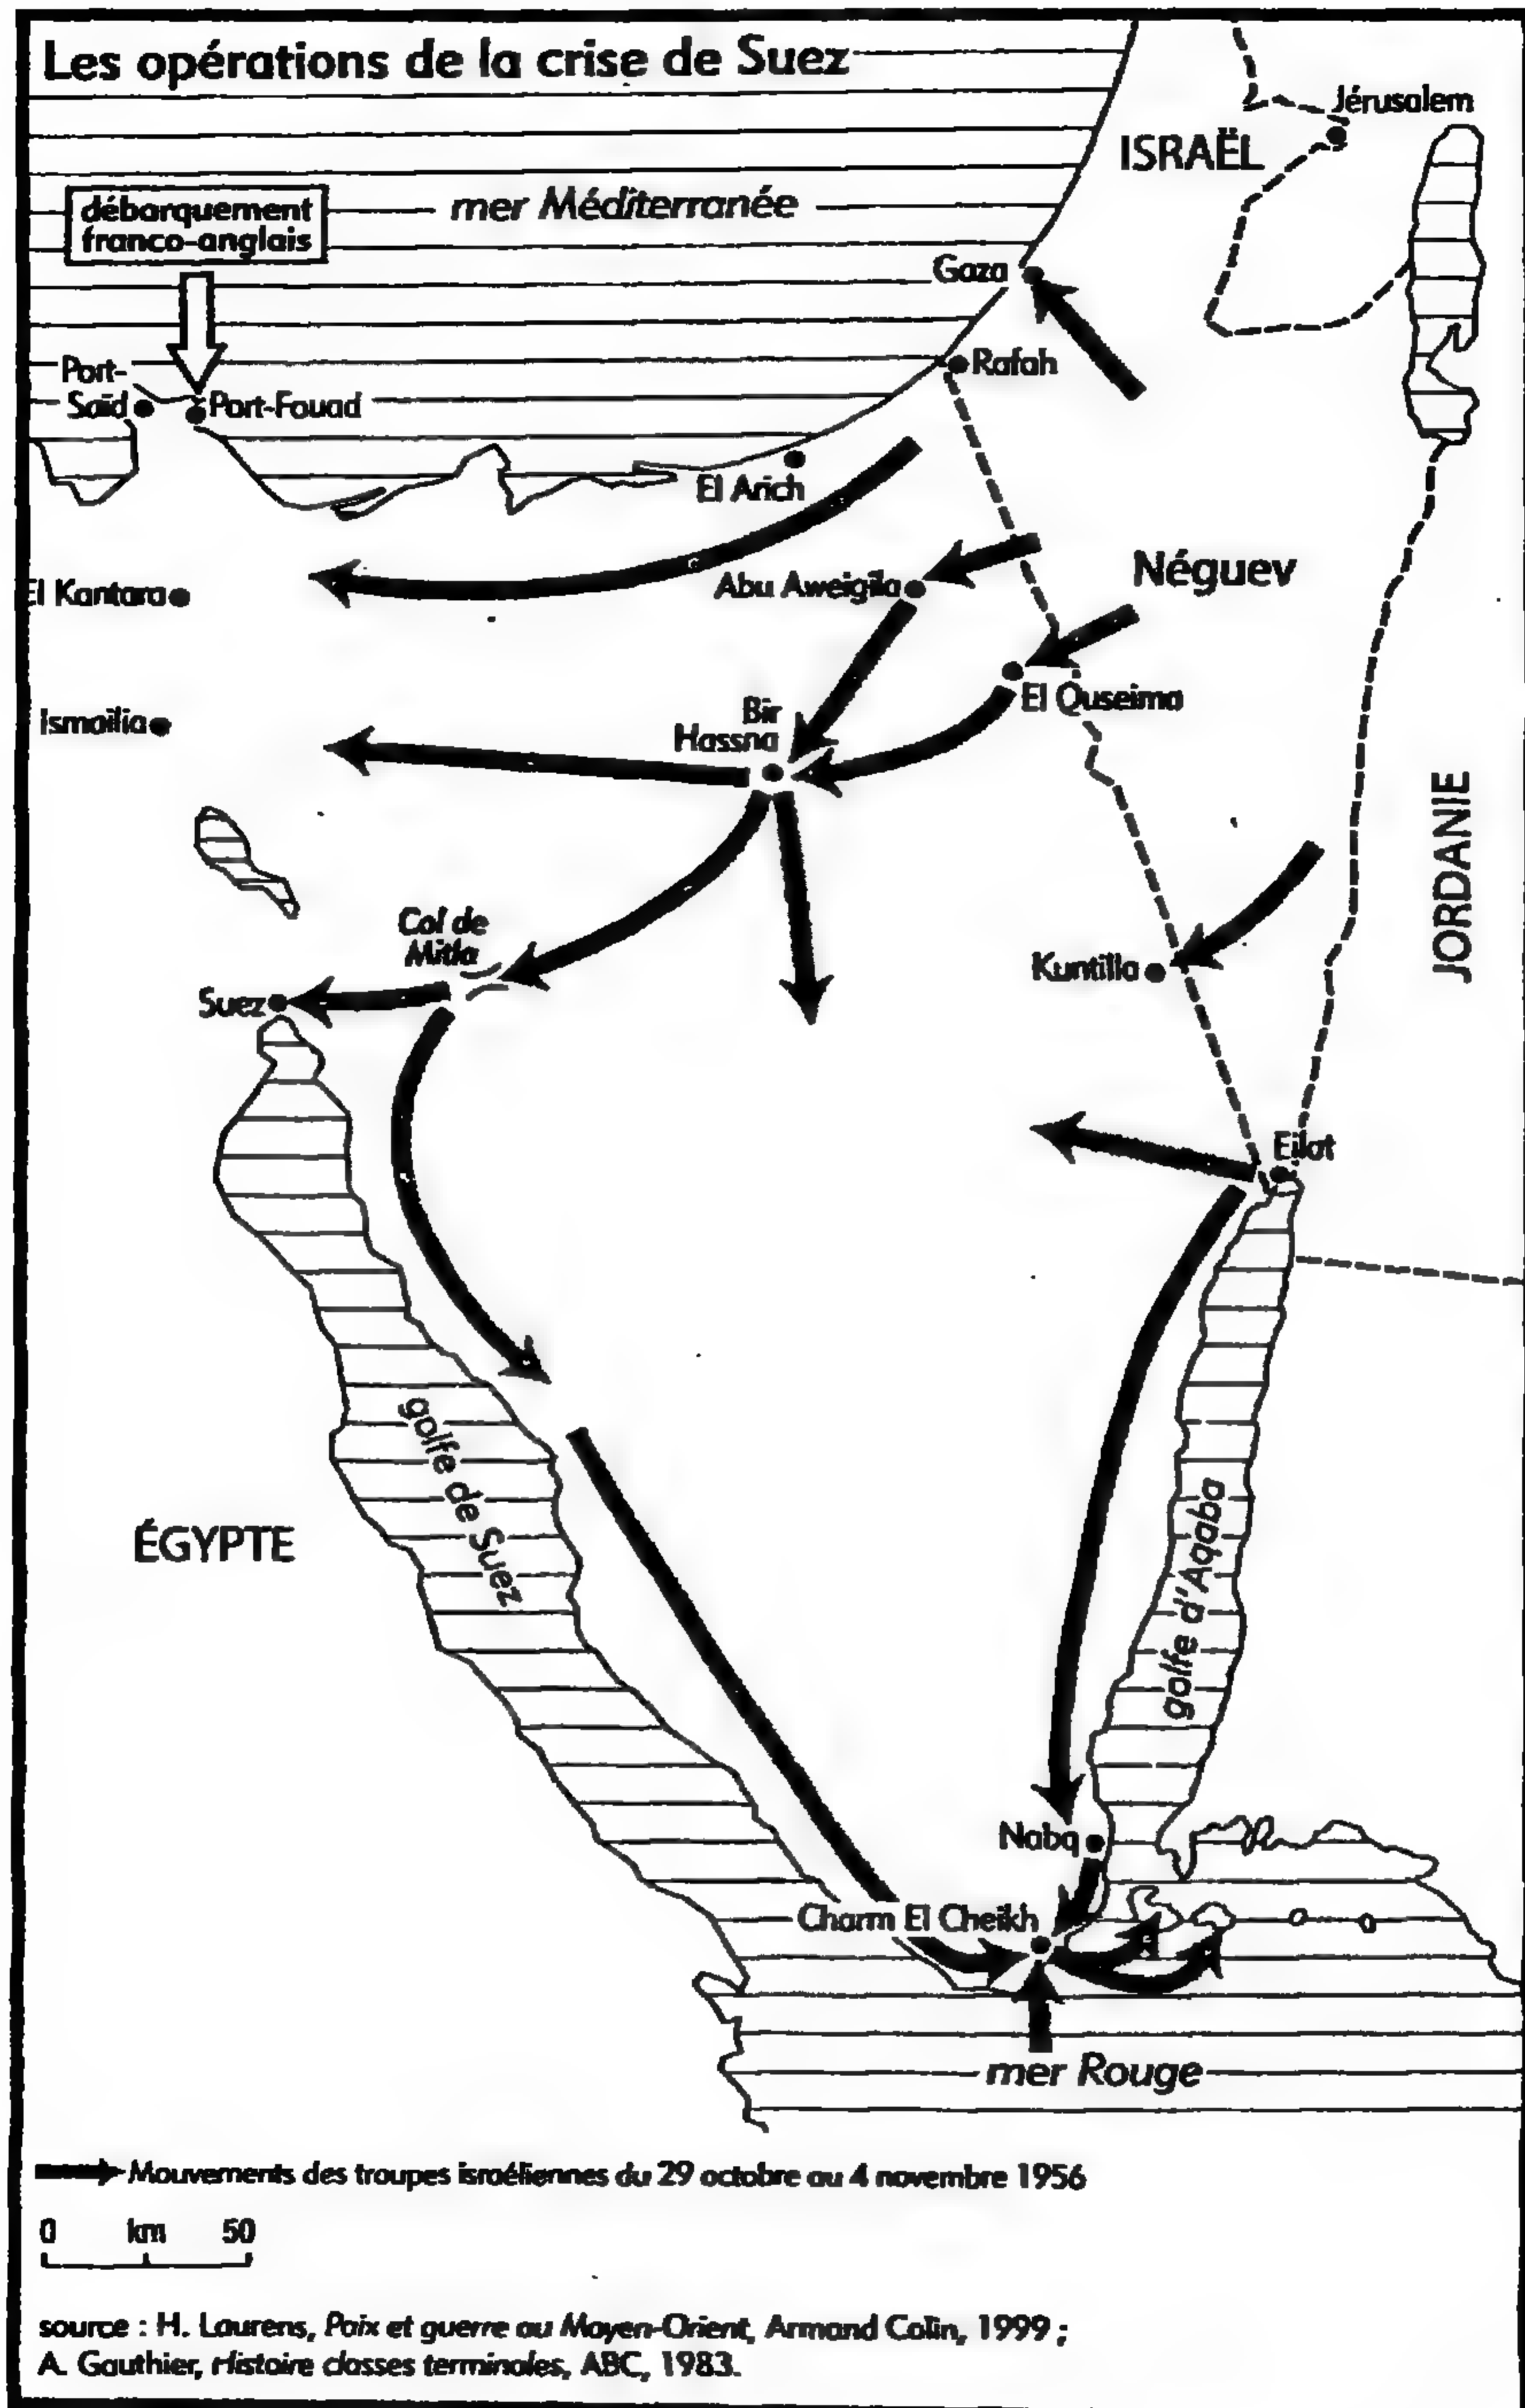 Les opérations de la crise de Suez
Jérusalem
ISRAËL
débarquement
franco-anglais
mer Méditerranée
Gaza
Rafah
Port-
Saïd
Port-Fouad
El Arich
El Kantara
Abu Aweigila
Néguev
El Quseima
Ismaïlia
Bir
Hassna
JORDANIE
Col de
Mitla
Kuntilla
Suez
Eilat
golfe de Suez
golfe d'Aqaba
ÉGYPTE
Nabq
Charm El Cheikh
mer Rouge
Mouvements des troupes israéliennes du 29 octobre au 4 novembre 1956
0 km 50
source : H. Laurens, Paix et guerre au Moyen-Orient, Armand Colin, 1999 ;
A. Gauthier, Histoire classes terminales, ABC, 1983.